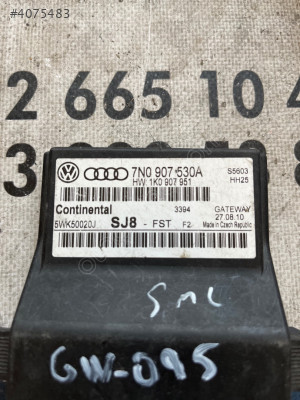 #4075483
2 665 10 4
7N0 907 530A
HW: 1K0 907 951
S5603
HH25
Continental
3394
GATEWAY
5WK50020J
SJ8 - FST
F2
27.08.10
Made in Czech Republic
SML
GW-095